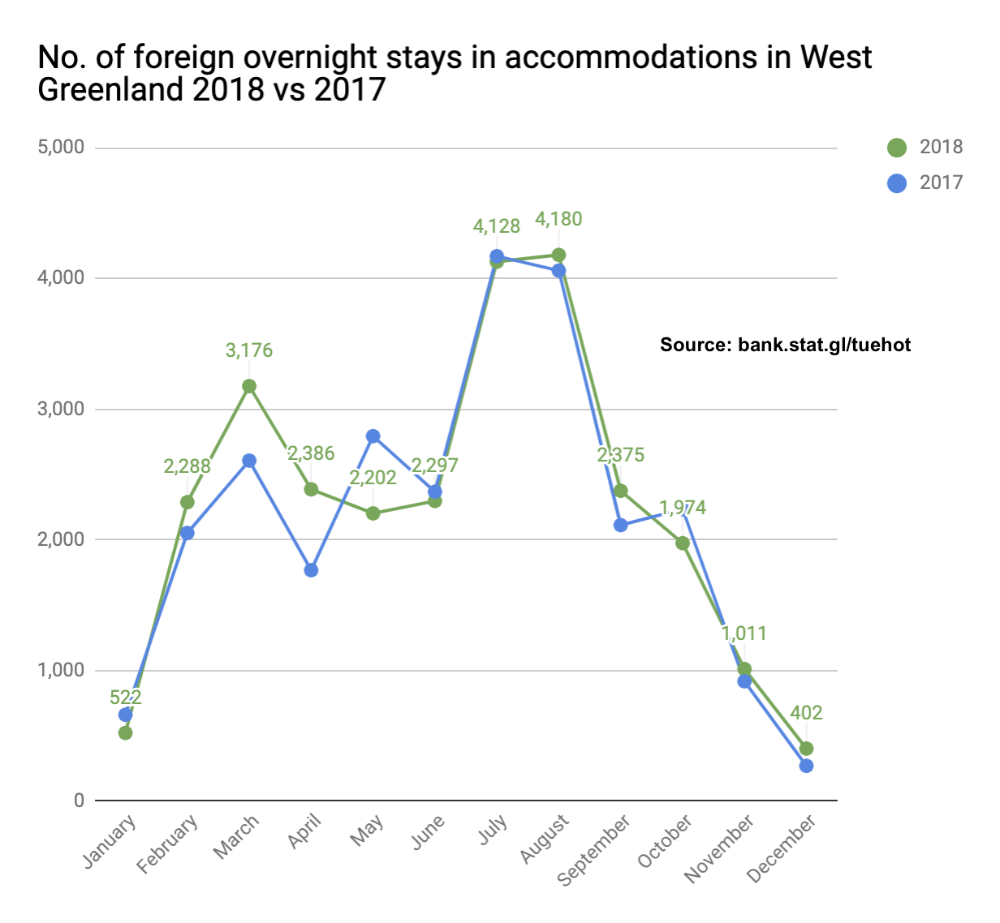 No. of foreign overnight stays in accommodations in West
Greenland 2018 vs 2017
5,000
2018
2017
4,180
4,128
4,000
3,176
Source: bank.stat.gl/tuehot
3,000
2,386
2,375
2,288
2,297
2,202
1,974
2,000
1,011
1,000
522
402
0
January
February
March
April
May
June
July
August
September
October
November
December